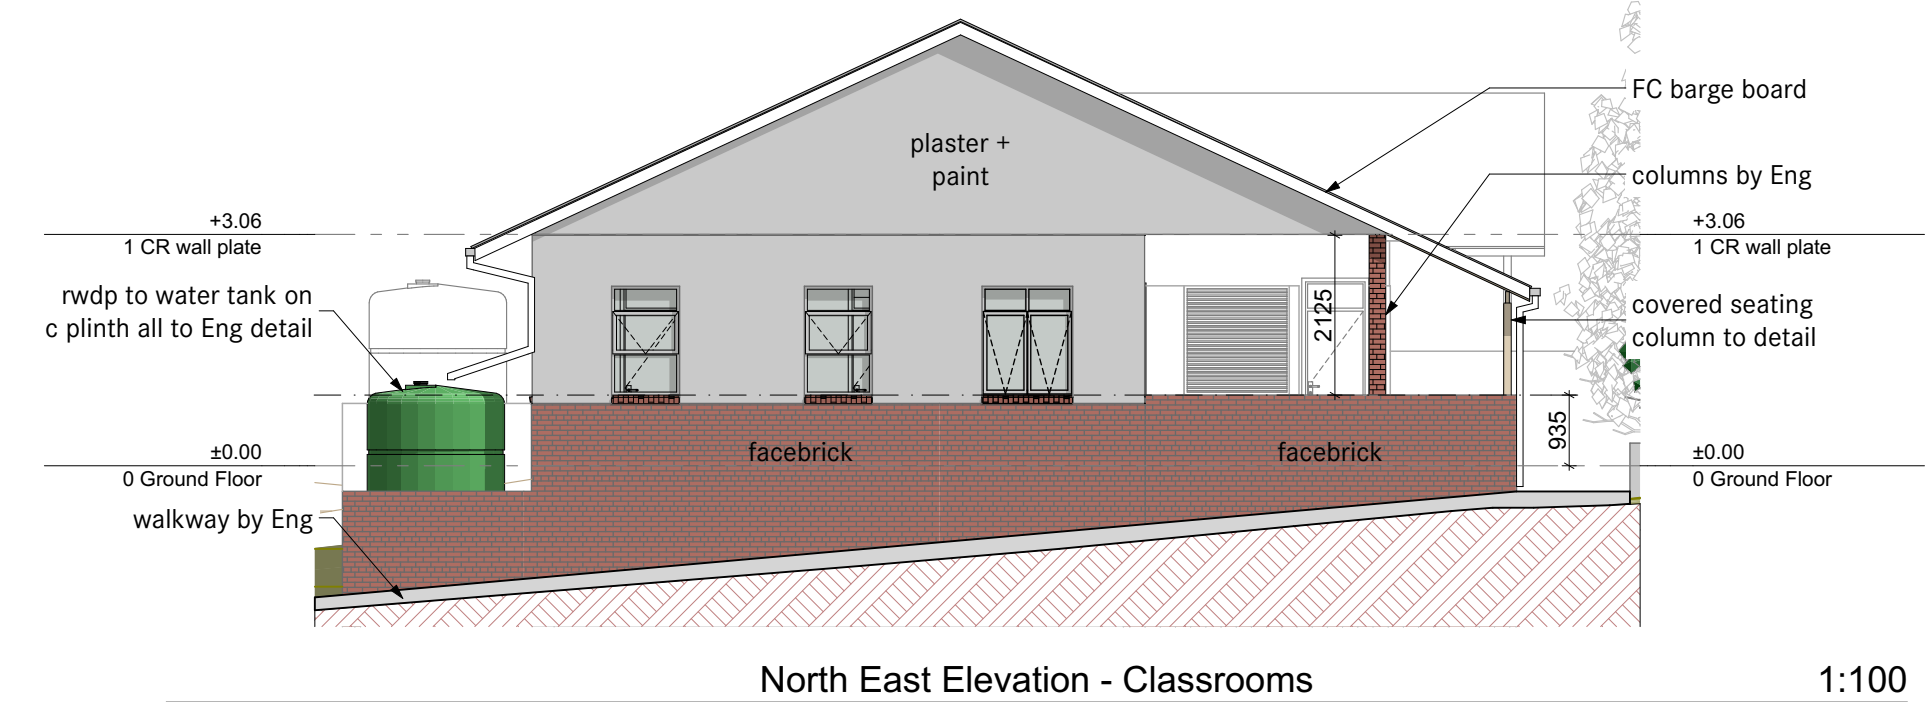 FC barge board
plaster +
paint
columns by Eng
+3.06
1 CR wall plate
+3.06
1 CR wall plate
rwdp to water tank on
c plinth all to Eng detail
2125
covered seating
column to detail
935
±0.00
0 Ground Floor
facebrick
facebrick
±0.00
0 Ground Floor
walkway by Eng
North East Elevation - Classrooms
1:100